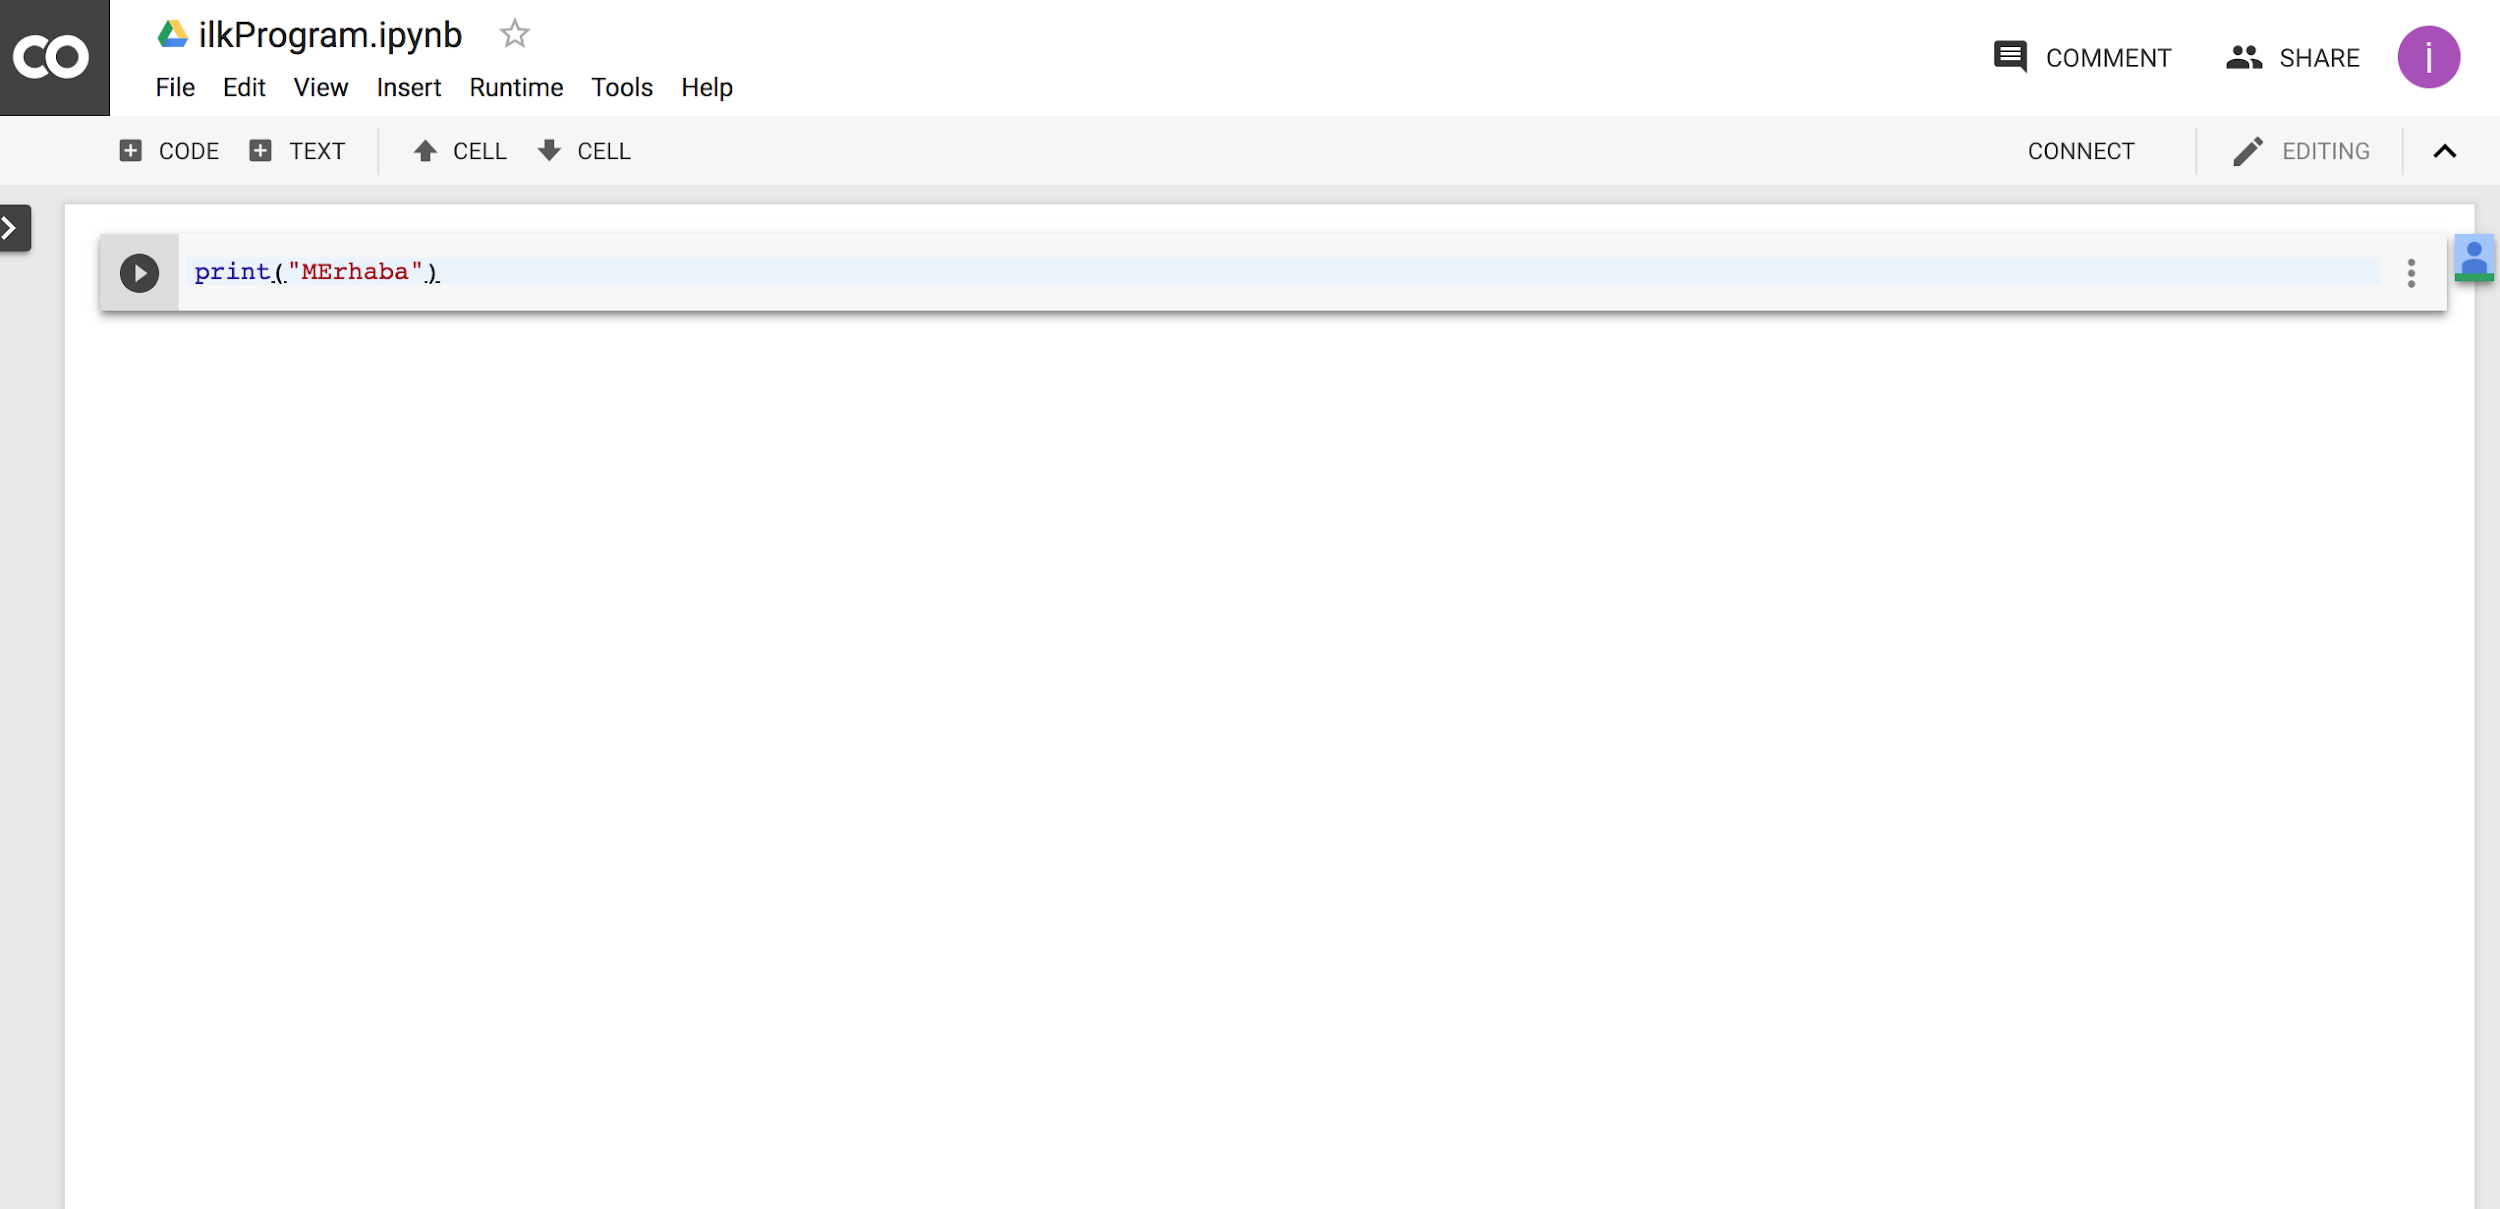 CO
ilkProgram.ipynb
File Edit View Insert Runtime Tools Help
COMMENT SHARE i
CODE TEXT CELL CELL CONNECT EDITING
print("MErhaba")